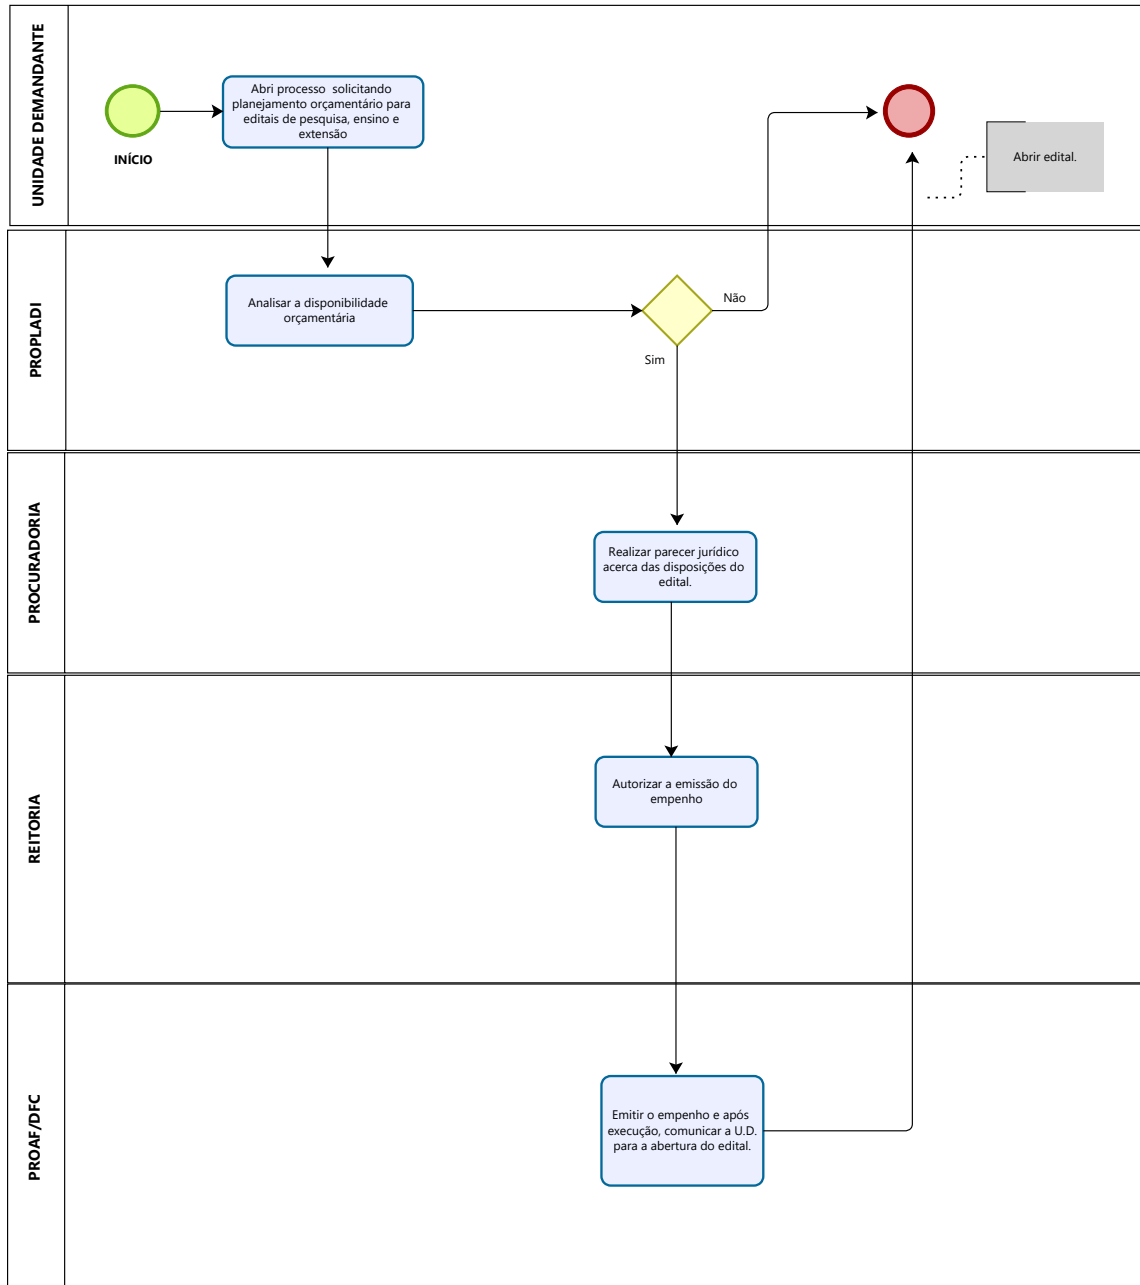 UNIDADE DEMANDANTE
INÍCIO
Abri processo  solicitando
planejamento orçamentário para
editais de pesquisa, ensino e
extensão
Abrir edital.
PROPLADI
Analisar a disponibilidade
orçamentária
Não
Sim
PROCURADORIA
Realizar parecer jurídico
acerca das disposições do
edital.
REITORIA
Autorizar a emissão do
empenho
PROAF/DFC
Emitir o empenho e após
execução, comunicar a U.D.
para a abertura do edital.